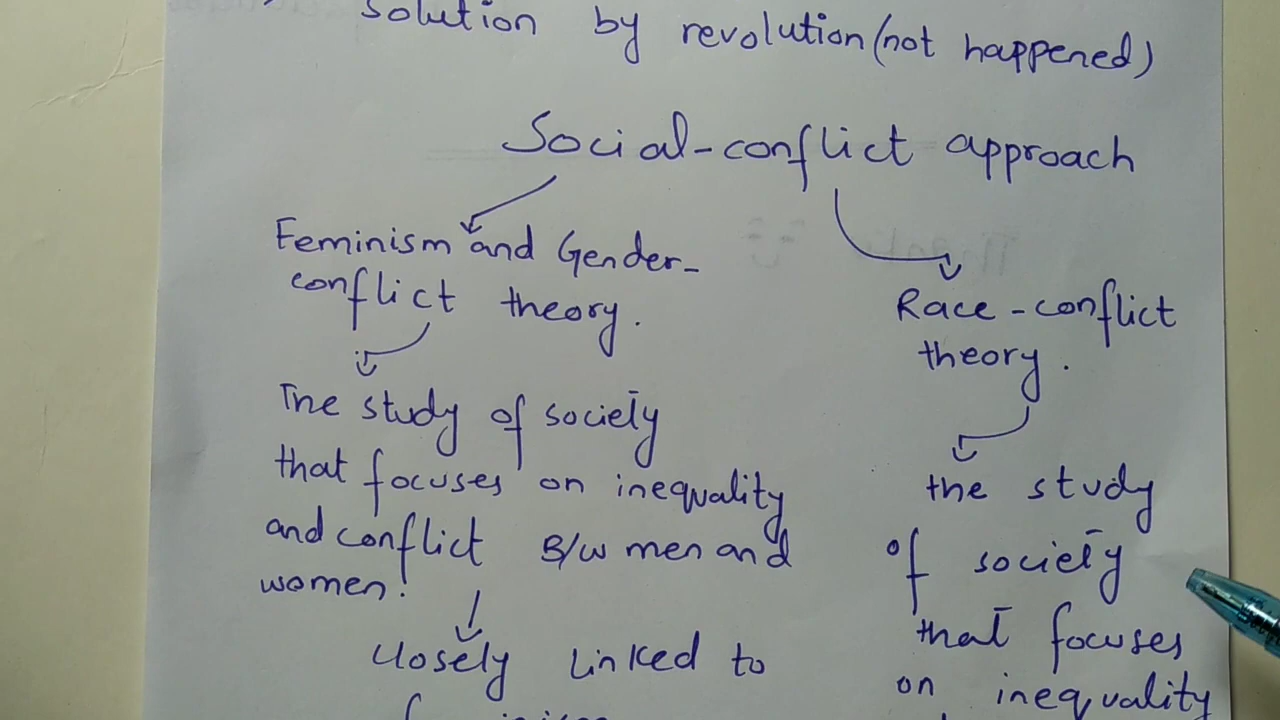 solution by revolution (not happened)
Social-conflict approach
Feminism and Gender-
conflict theory.
The study of society
that focuses on inequality
and conflict B/W men and
women.
closely linked to
Race-conflict
theory.
the study
of society
that focuses
on inequality